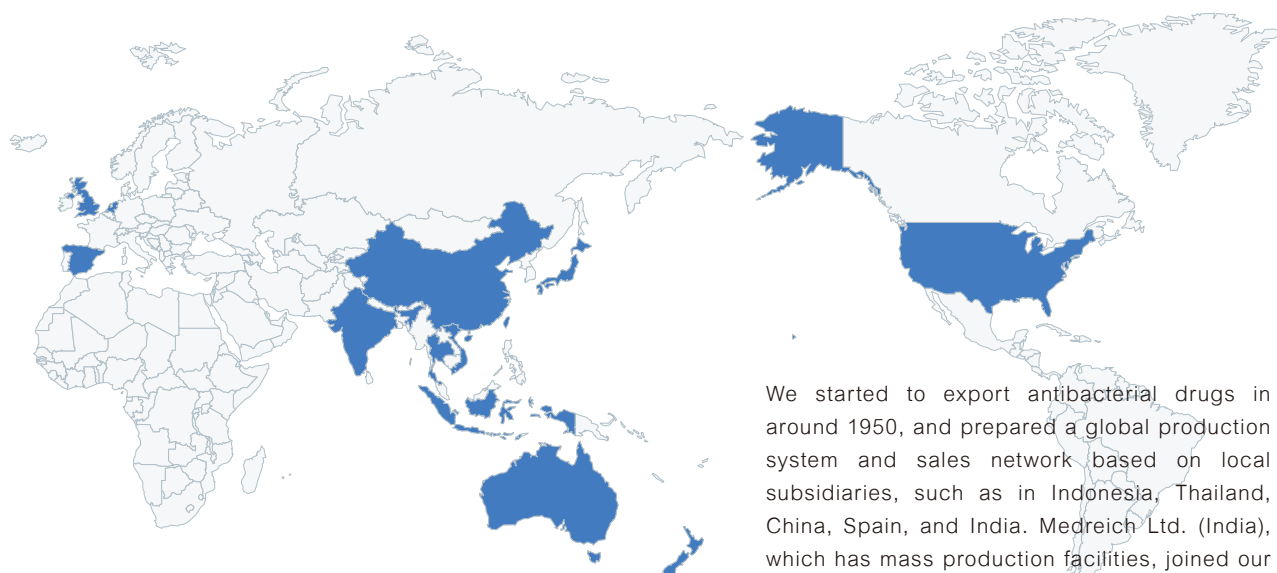 We started to export antibacterial drugs in
around 1950, and prepared a global production
system and sales network based on local
subsidiaries, such as in Indonesia, Thailand,
China, Spain, and India. Medreich Ltd. (India),
which has mass production facilities, joined our